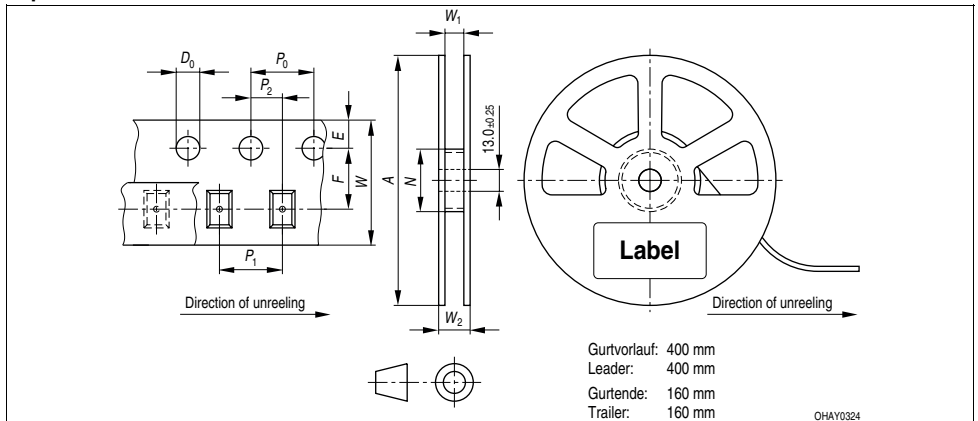 W1
D0
P0
P2
E
F
W
P1
Direction of unreeling
A
N
13.0±0.25
W2
Label
Direction of unreeling
Gurtvorlauf: 400 mm
Leader: 400 mm
Gurtende: 160 mm
Trailer: 160 mm
OHAY0324